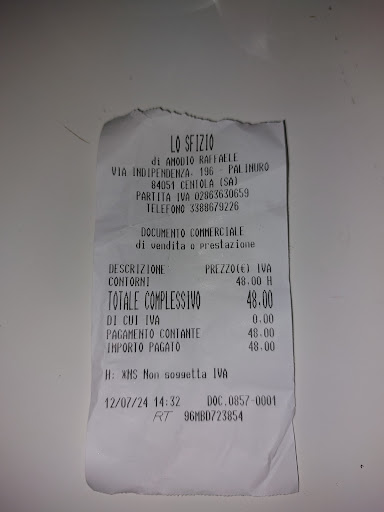 LO SFIZIO
di AMODIO RAFFAELE
VIA INDIPENDENZA, 196 - PALINURO
84051 CENTOLA (SA)
PARTITA IVA 02863630659
TELEFONO 3388679226
DOCUMENTO COMMERCIALE
di vendita o prestazione
DESCRIZIONE PREZZO(€) IVA
CONTORNI 48.00 H
TOTALE COMPLESSIVO 48.00
DI CUI IVA 0.00
PAGAMENTO CONTANTE 48.00
IMPORTO PAGATO 48.00
H: *NS Non soggetta IVA
12/07/24 14:32 DOC.0857-0001
RT 96MBD723854